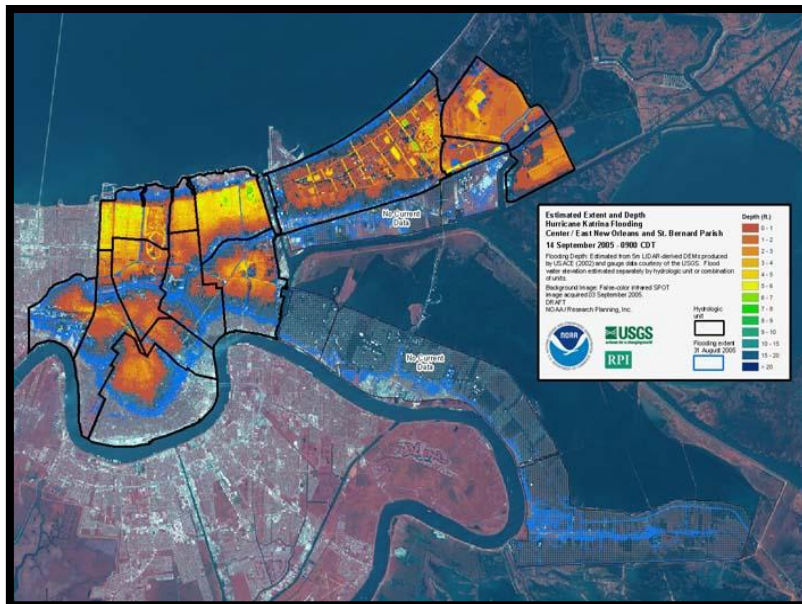 No Current
Data
Estimated Extent and Depth
Hurricane Katrina Flooding
Center / East New Orleans and St. Bernard Parish
14 September 2005 - 0900 CDT
Flooding Depth: Estimated from 5m LIDAR-derived DEMs produced
by USACE (2002) and gauge data courtesy of the USGS. Flood
water elevation estimated separately by hydrologic unit or combination
of units.
Background Image: False-color infrared SPOT
image acquired 03 September 2005.
DRAFT
NOAA / Research Planning, Inc.
Hydrologic
unit
NOAA
USGS
RPI
Flooding extent
31 August 2005
Depth (ft.)
0 - 1
1 - 2
2 - 3
3 - 4
4 - 5
5 - 6
6 - 7
7 - 8
8 - 9
9 - 10
10 - 15
15 - 20
> 20
No Current
Data